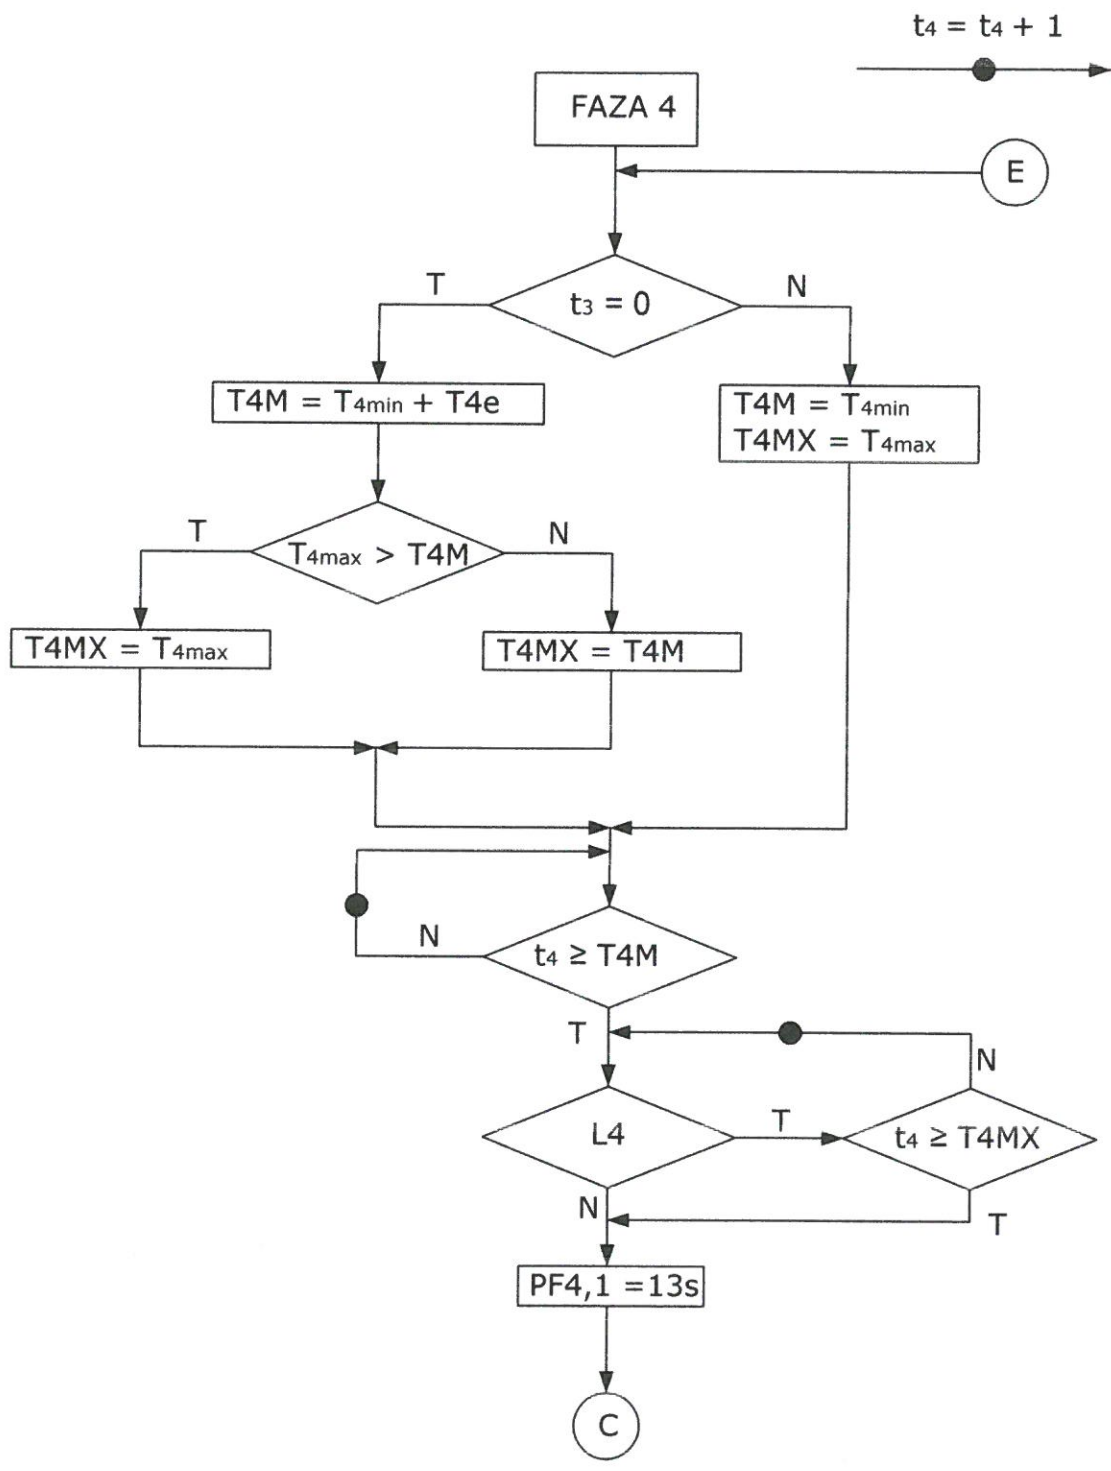 t4 = t4 + 1
FAZA 4
E
T
t3 = 0
N
T4M = T4min + T4e
T4M = T4min
T4MX = T4max
T
T4max > T4M
N
T4MX = T4max
T4MX = T4M
N
t4 ≥ T4M
T
N
L4
T
t4 ≥ T4MX
N
T
PF4,1 =13s
C